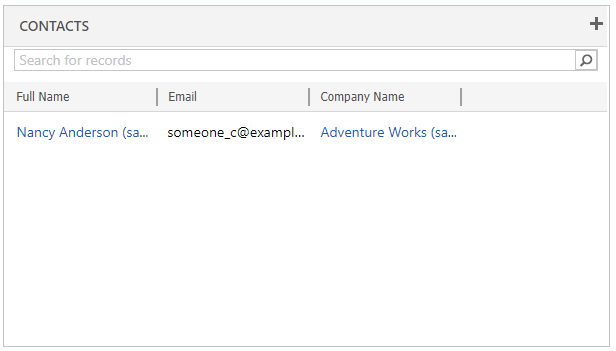 CONTACTS
Search for records
Full Name Email Company Name
Nancy Anderson (sa... someone_c@exampl... Adventure Works (sa...